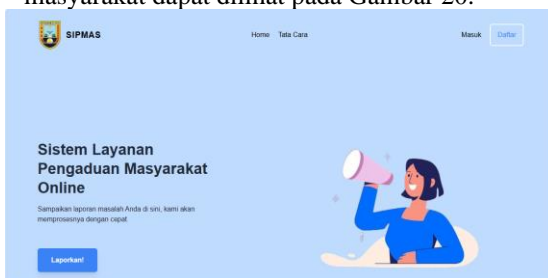 masyarakat dapat dilihat pada Gambar 20.
SIPMAS
Home Tata Cara
Masuk Daftar
Sistem Layanan
Pengaduan Masyarakat
Online
Sampaikan laporan masalah Anda di sini, kami akan
memprosesnya dengan cepat
Laporkan!